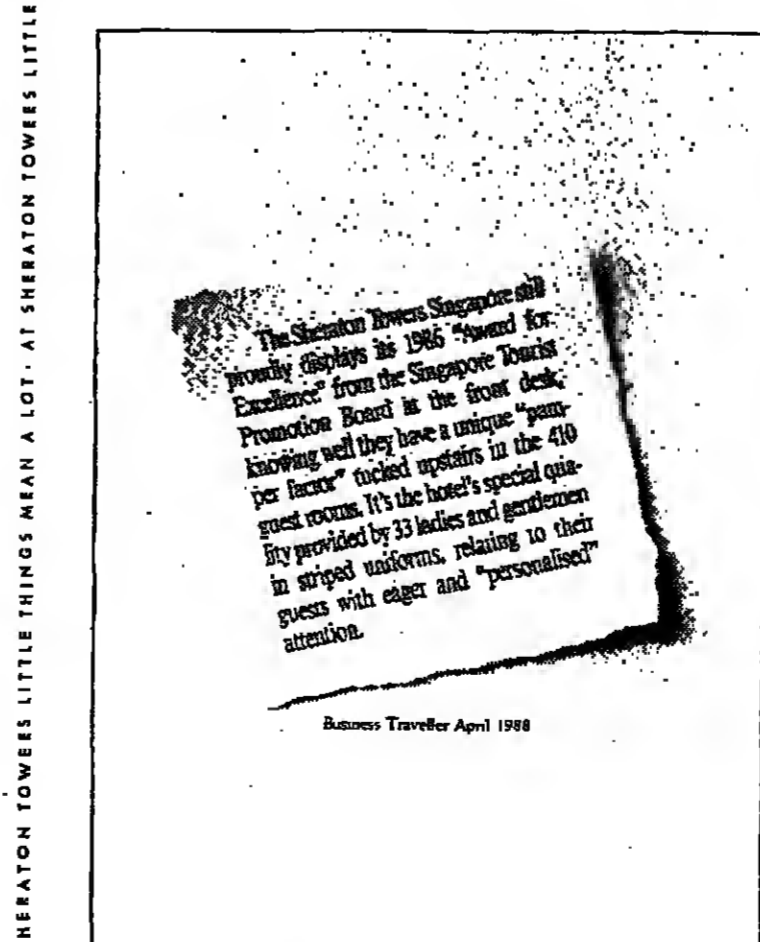 HERATON TOWERS LITTLE THINGS MEAN A LOT· AT SHERATON TOWERS LITTLE
The Sheraton Towers Singapore still
proudly displays its 1986 "Award for
Excellence" from the Singapore Tourist
Promotion Board at the front desk,
knowing well they have a unique "pam-
per factor" tucked upstairs in the 410
guest rooms. It's the hotel's special qua-
lity provided by 33 ladies and gentlemen
in striped uniforms, relating to their
guests with eager and "personalised"
attention.
Business Traveller April 1988